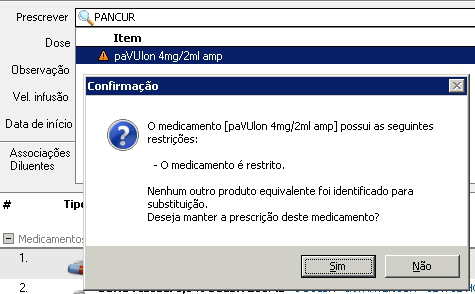 Prescrever
PANCUR
Dose
Item
paVUlon 4mg/2ml amp
Observação
Vel. infusão
Data de início
Associações
Diluentes
Confirmação
O medicamento [paVUlon 4mg/2ml amp] possui as seguintes
restrições:
- O medicamento é restrito.
Nenhum outro produto equivalente foi identificado para
substituição.
Deseja manter a prescrição deste medicamento?
Sim Não
# Tipo
Medicamentos
1.
2.